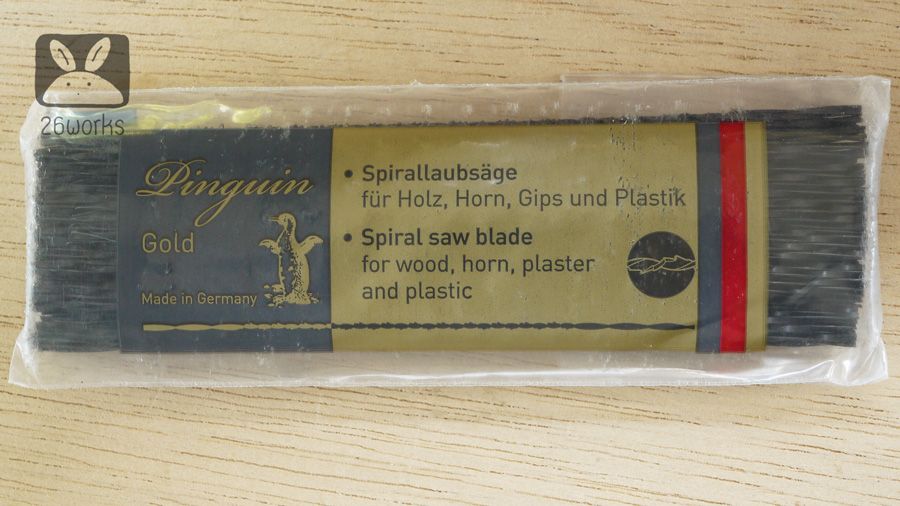 26works
Pinguin
Gold
Made in Germany
• Spirallaubsäge
für Holz, Horn, Gips und Plastik
• Spiral saw blade
for wood, horn, plaster
and plastic